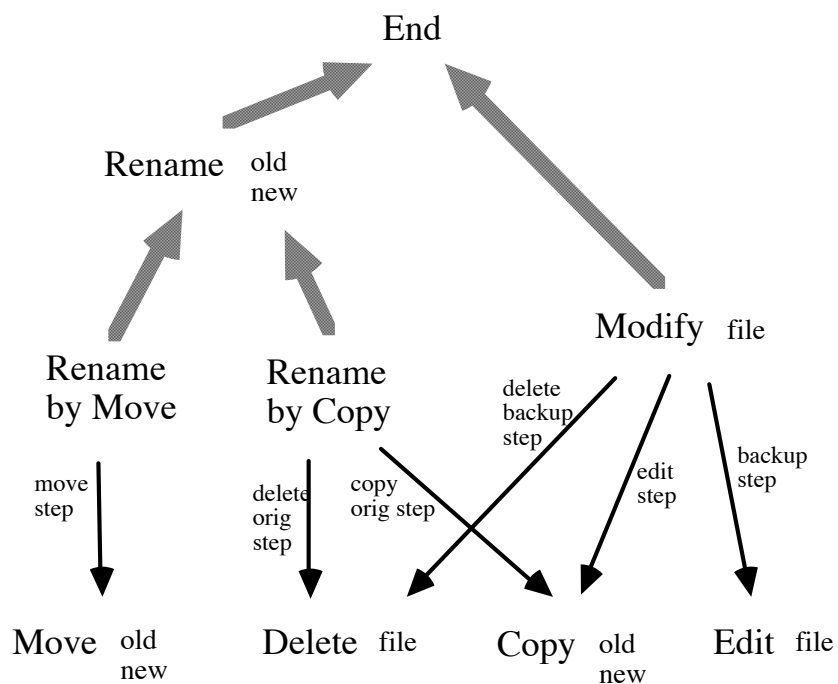 End
Rename old
new
Modify file
Rename
by Move
Rename
by Copy
delete
backup
step
move
step
delete
orig
step
copy
orig step
edit
step
backup
step
Move old
new
Delete file
Copy old
new
Edit file